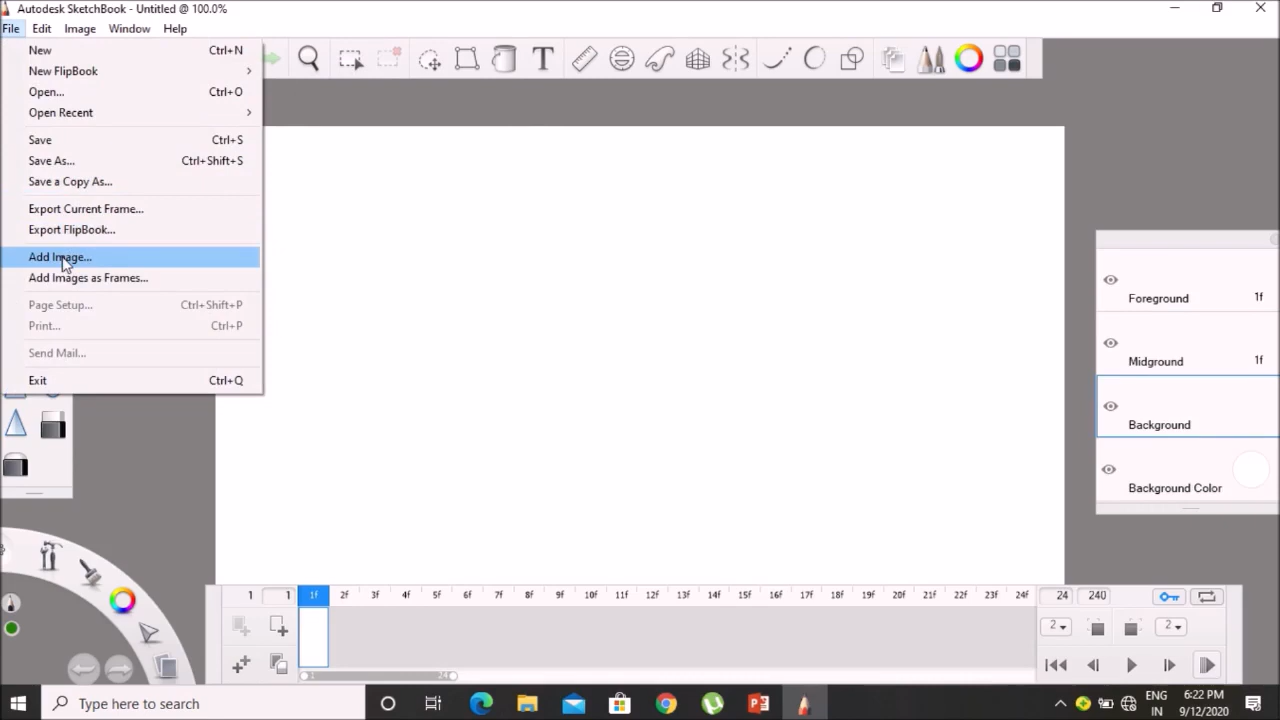 Autodesk SketchBook - Untitled @ 100.0%
File Edit Image Window Help
New Ctrl+N
New FlipBook
Open... Ctrl+O
Open Recent
Save Ctrl+S
Save As... Ctrl+Shift+S
Save a Copy As...
Export Current Frame...
Export FlipBook...
Add Image...
Add Images as Frames...
Page Setup... Ctrl+Shift+P
Print... Ctrl+P
Send Mail...
Exit Ctrl+Q
T
Foreground 1f
Midground 1f
Background
Background Color
1 1 1f 2f 3f 4f 5f 6f 7f 8f 9f 10f 11f 12f 13f 14f 15f 16f 17f 18f 19f 20f 21f 22f 23f 24f 24 240
2 2
1 24
Type here to search
ENG
IN
6:22 PM
9/12/2020